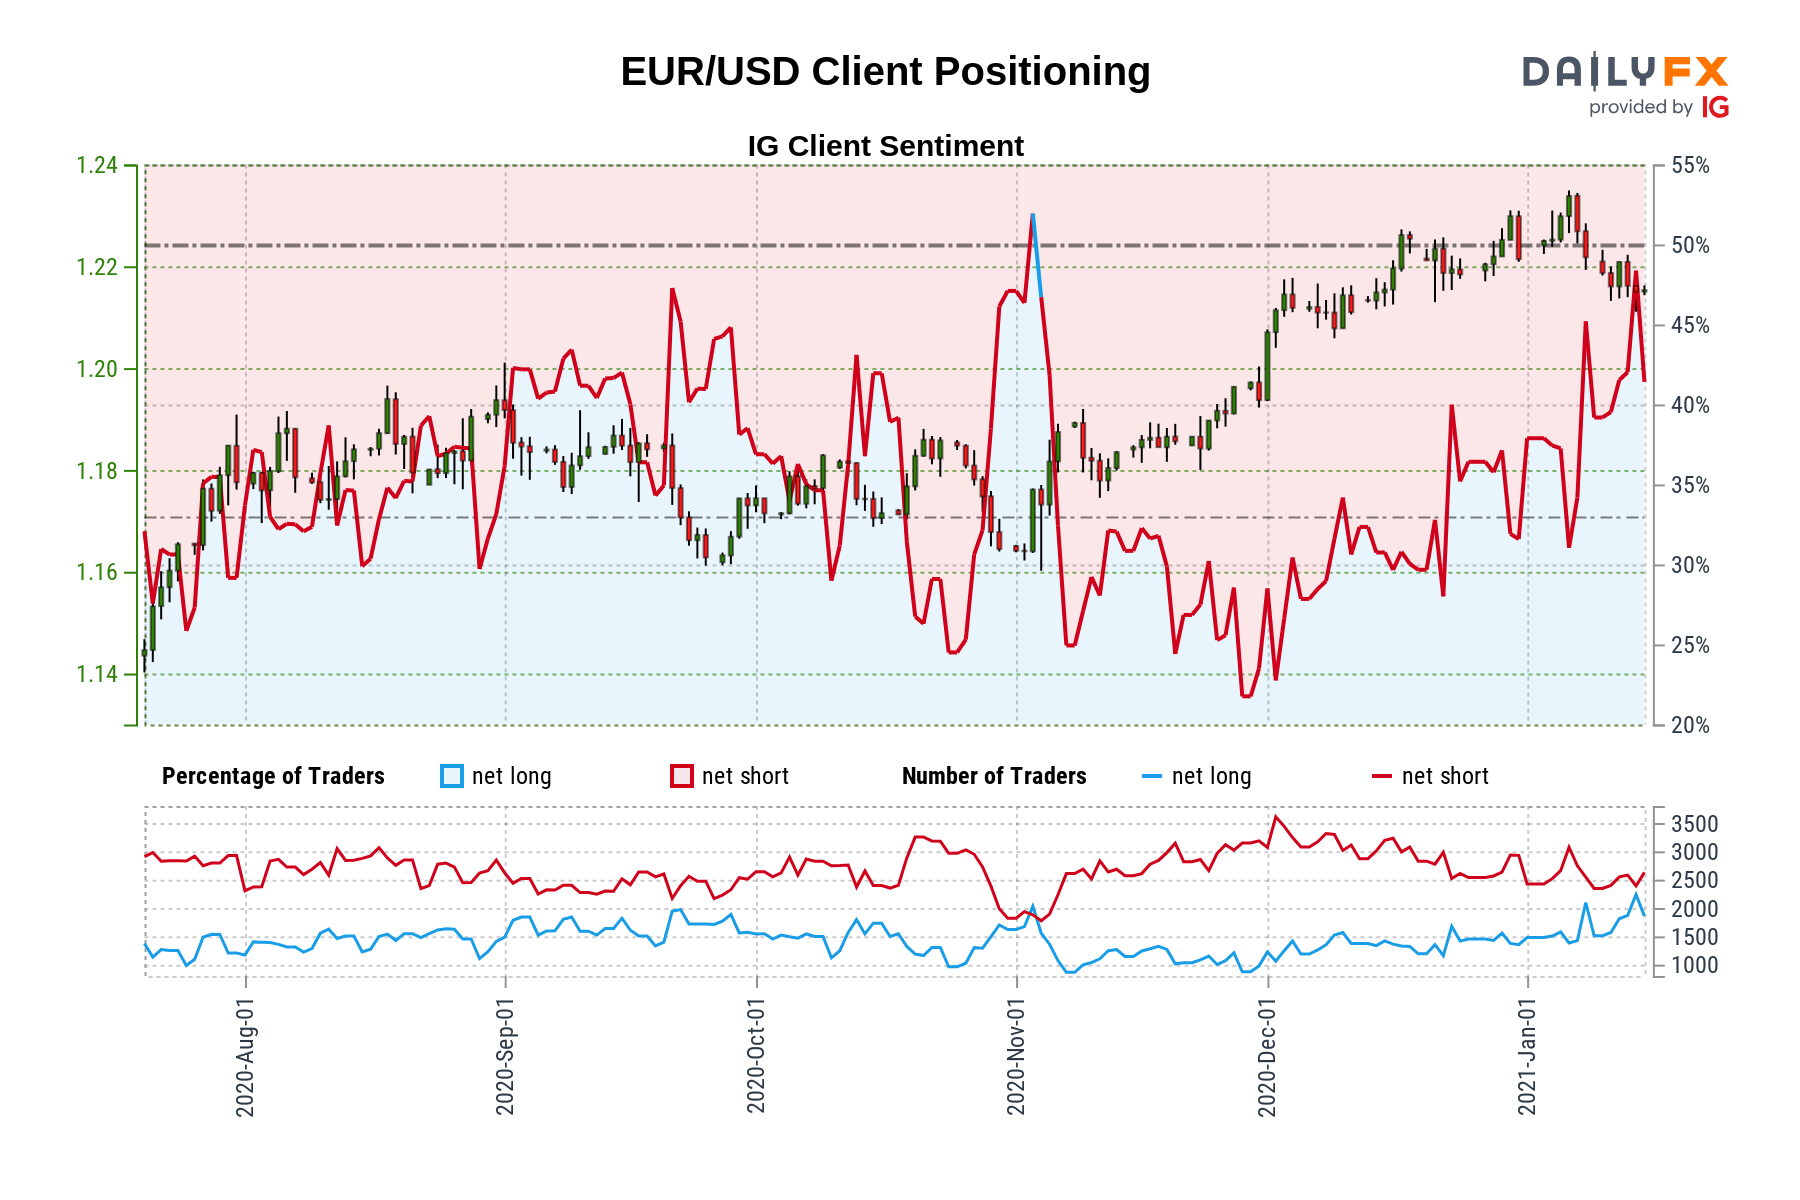 EUR/USD Client Positioning
DAILYFX
provided by IG
IG Client Sentiment
1.24
1.22
1.20
1.18
1.16
1.14
55%
50%
45%
40%
35%
30%
25%
20%
Percentage of Traders net long net short Number of Traders net long net short
3500
3000
2500
2000
1500
1000
2020-Aug-01
2020-Sep-01
2020-Oct-01
2020-Nov-01
2020-Dec-01
2021-Jan-01